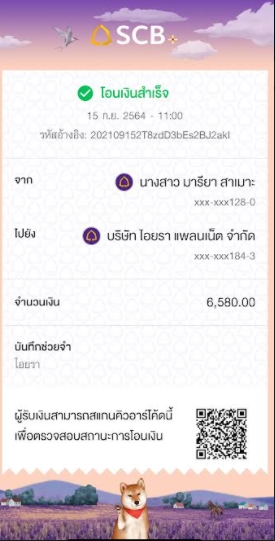 SCB
โอนเงินสำเร็จ
15 ก.ย. 2564 - 11:00
รหัสอ้างอิง: 202109152T8zdD3bEs2BJ2akI
จาก
นางสาว มารียา สาเมาะ
xxx-xxx128-0
ไปยัง
บริษัท ไอยรา แพลนเน็ต จำกัด
xxx-xxx184-3
จำนวนเงิน
6,580.00
บันทึกช่วยจำ
ไอยรา
ผู้รับเงินสามารถสแกนคิวอาร์โค้ดนี้
เพื่อตรวจสอบสถานะการโอนเงิน